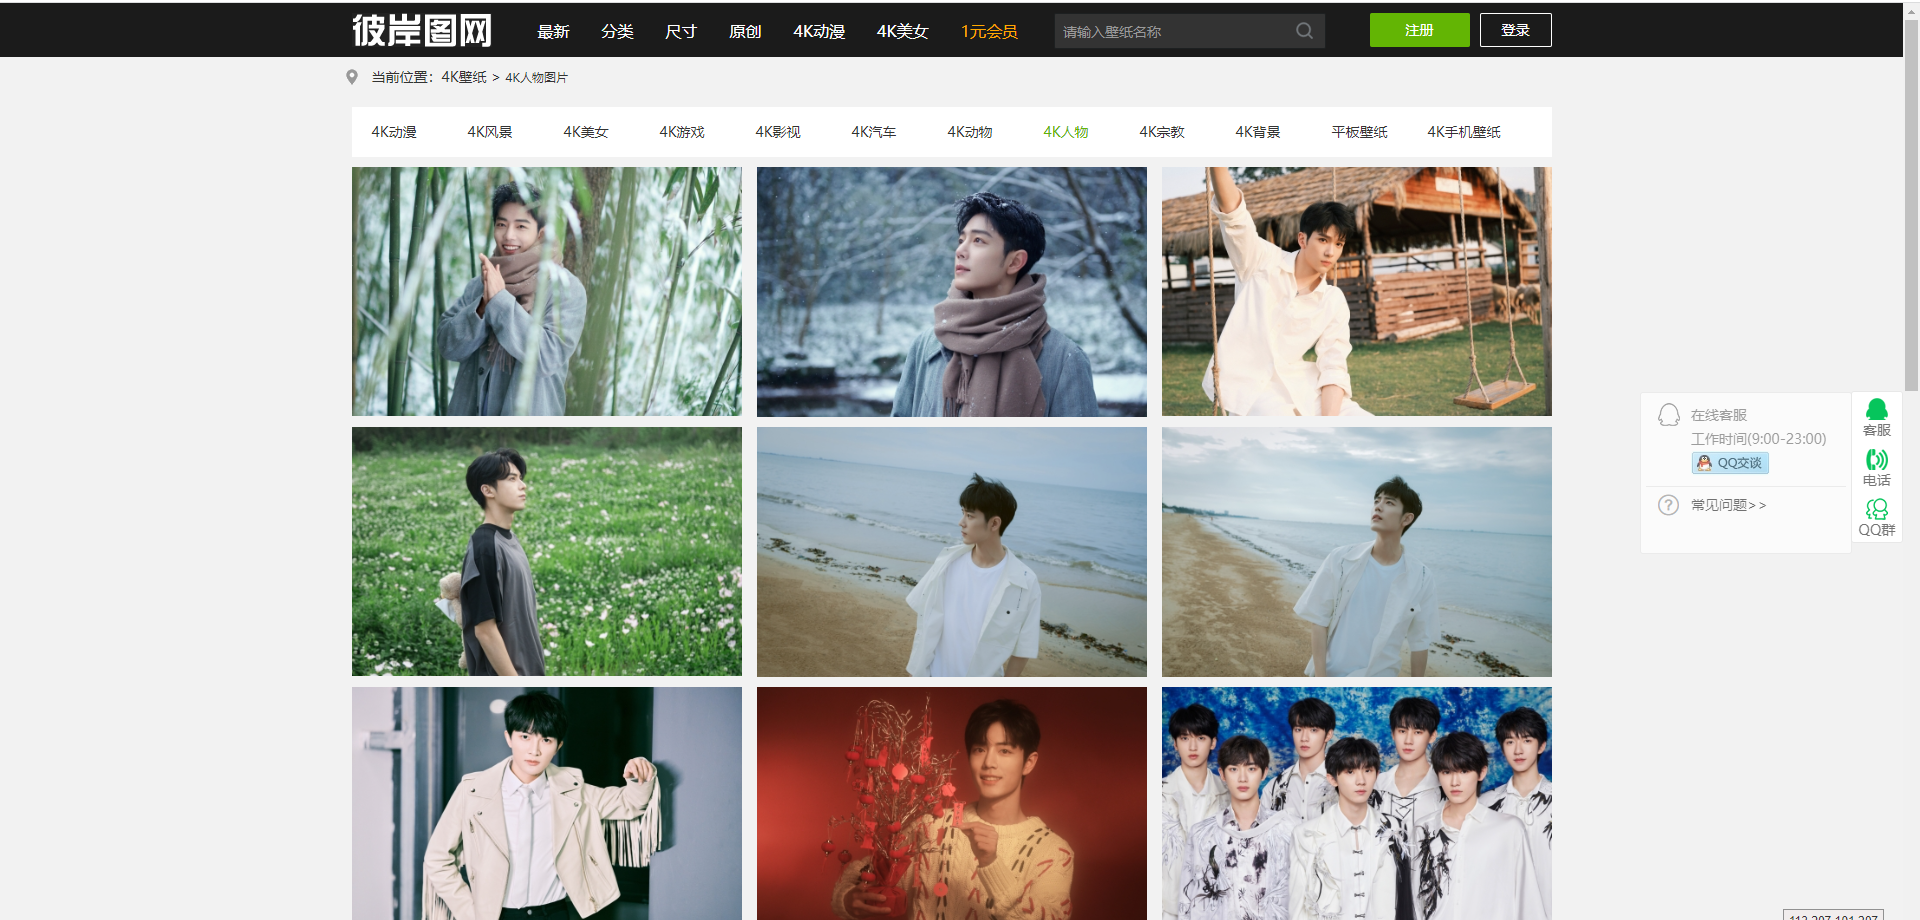 彼岸图网
最新 分类 尺寸 原创 4K动漫 4K美女 1元会员
请输入壁纸名称
注册
登录
当前位置：4K壁纸 > 4K人物图片
4K动漫 4K风景 4K美女 4K游戏 4K影视 4K汽车 4K动物 4K人物 4K宗教 4K背景 平板壁纸 4K手机壁纸
在线客服
工作时间(9:00-23:00)
QQ交谈
常见问题>>
客服
电话
QQ群